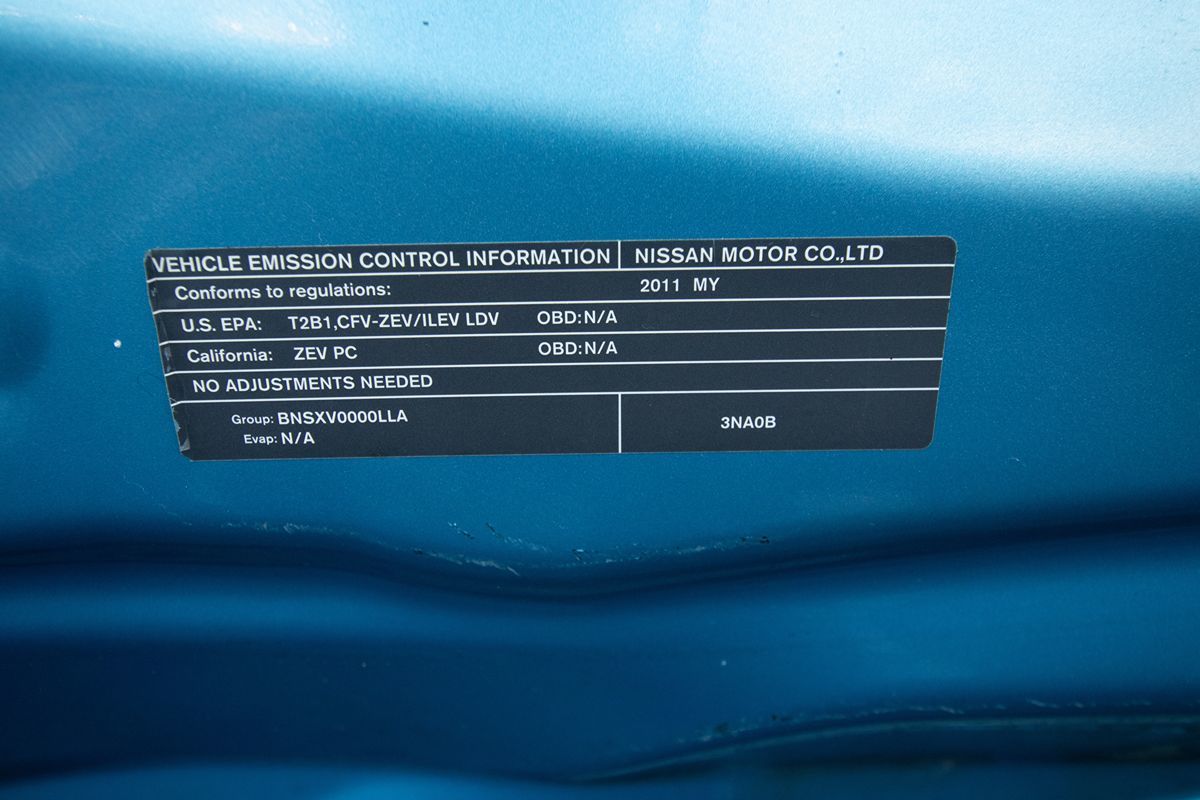 VEHICLE EMISSION CONTROL INFORMATION NISSAN MOTOR CO.,LTD
Conforms to regulations: 2011 MY
U.S. EPA: T2B1,CFV-ZEV/ILEV LDV OBD:N/A
California: ZEV PC OBD:N/A
NO ADJUSTMENTS NEEDED
Group: BNSXV0000LLA
Evap: N/A
3NA0B